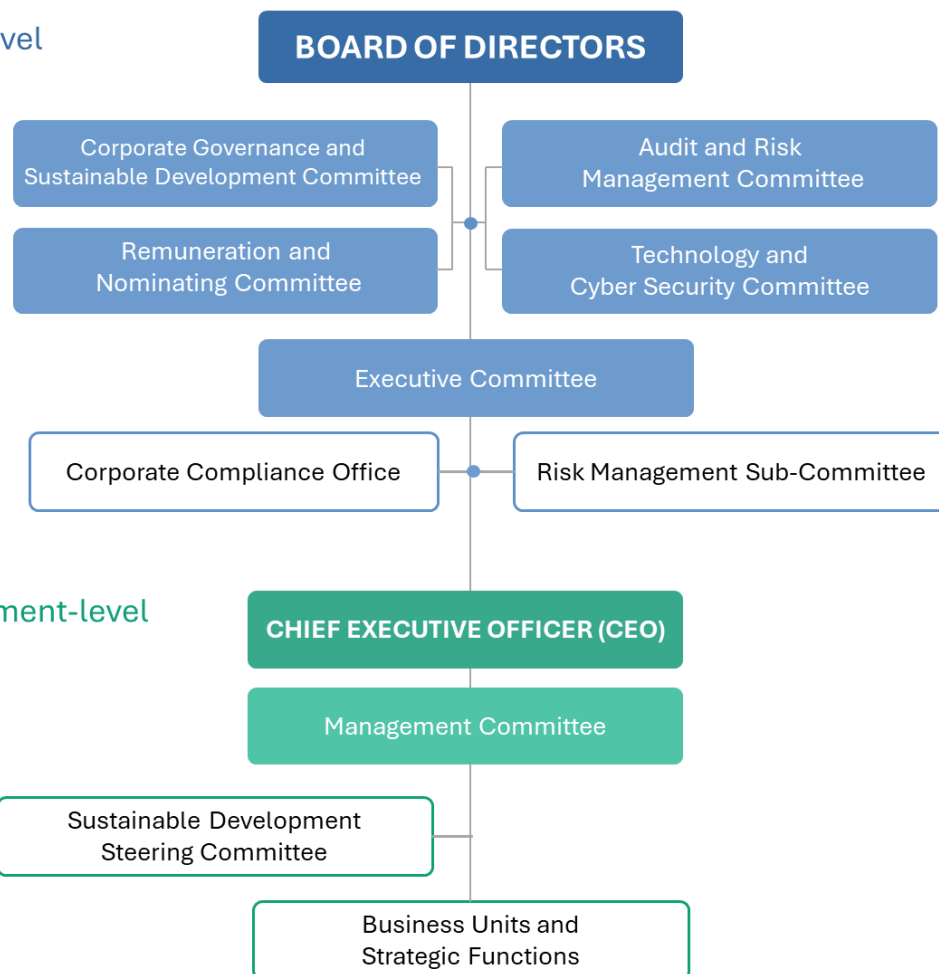 vel
BOARD OF DIRECTORS
Corporate Governance and
Sustainable Development Committee
Audit and Risk
Management Committee
Remuneration and
Nominating Committee
Technology and
Cyber Security Committee
Executive Committee
Corporate Compliance Office
Risk Management Sub-Committee
ment-level
CHIEF EXECUTIVE OFFICER (CEO)
Management Committee
Sustainable Development
Steering Committee
Business Units and
Strategic Functions